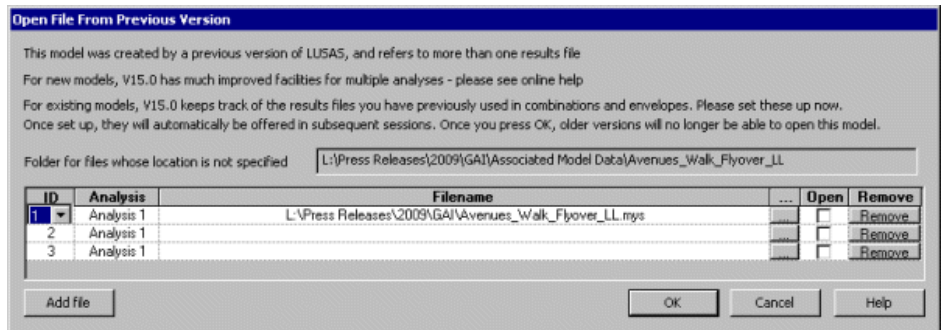 Open File From Previous Version
This model was created by a previous version of LUSAS, and refers to more than one results file
For new models, V15.0 has much improved facilities for multiple analyses - please see online help
For existing models, V15.0 keeps track of the results files you have previously used in combinations and envelopes. Please set these up now.
Once set up, they will automatically be offered in subsequent sessions. Once you press OK, older versions will no longer be able to open this model.
Folder for files whose location is not specified L:\Press Releases\2009\GAI\Associated Model Data\Avenues_Walk_Flyover_LL
ID Analysis Filename ... Open Remove
1 Analysis 1 L:\Press Releases\2009\GAI\Avenues_Walk_Flyover_LL.mys ... Remove
2 Analysis 1 ... Remove
3 Analysis 1 ... Remove
Add file OK Cancel Help